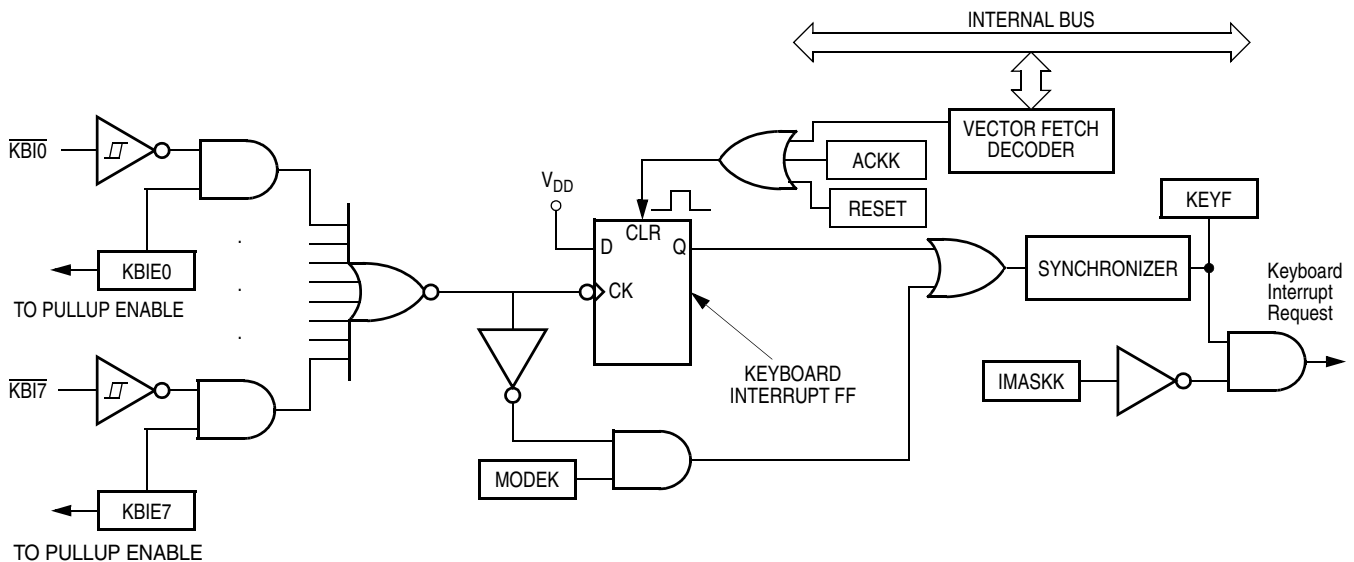 INTERNAL BUS
KBI0
VECTOR FETCH
DECODER
ACKK
VDD
KBIE0
TO PULLUP ENABLE
RESET
KEYF
CLR
D
Q
CK
SYNCHRONIZER
Keyboard
Interrupt
Request
KBI7
KEYBOARD
INTERRUPT FF
IMASKK
MODEK
KBIE7
TO PULLUP ENABLE